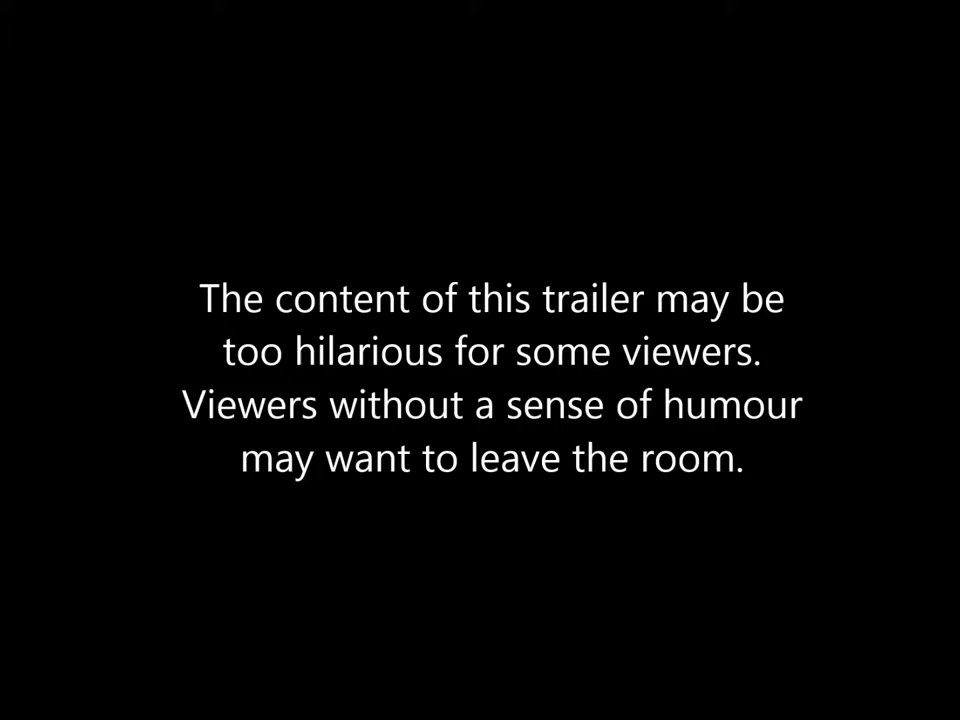 The content of this trailer may be
too hilarious for some viewers.
Viewers without a sense of humour
may want to leave the room.